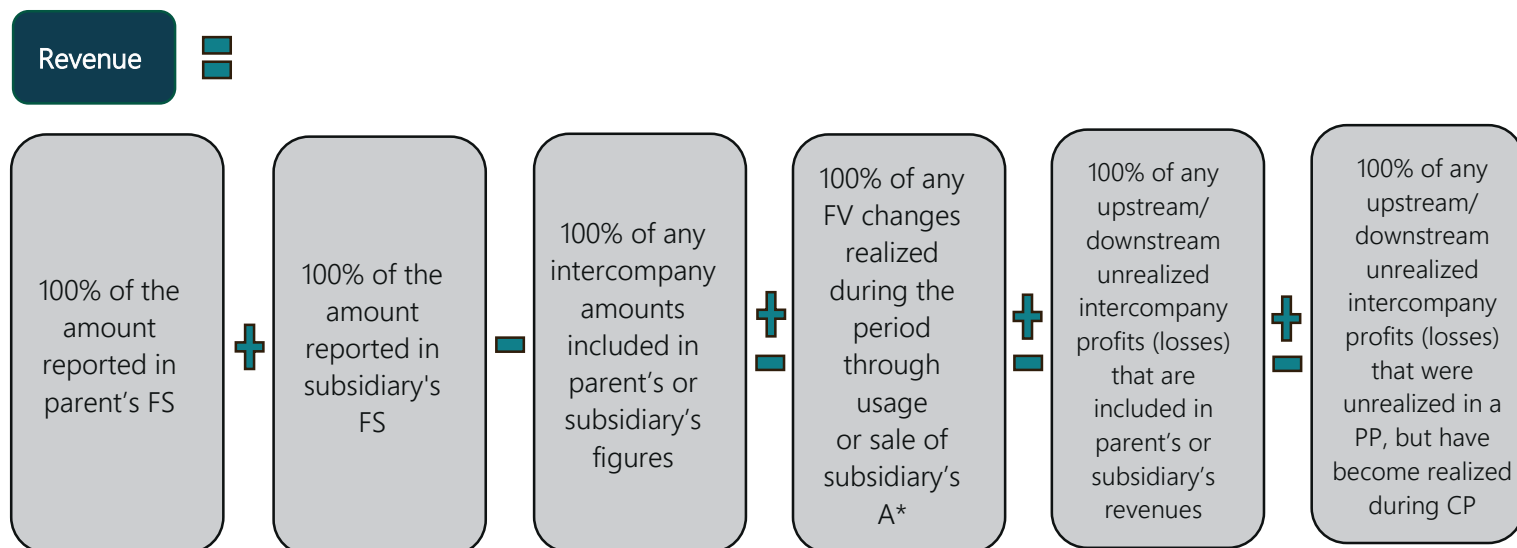 Revenue
100% of the
amount
reported in
parent's FS
100% of the
amount
reported in
subsidiary's
FS
100% of any
intercompany
amounts
included in
parent's or
subsidiary's
figures
100% of any
FV changes
realized
during the
period
through
usage
or sale of
subsidiary's
A*
100% of any
upstream/
downstream
unrealized
intercompany
profits (losses)
that are
included in
parent's or
subsidiary's
revenues
100% of any
upstream/
downstream
unrealized
intercompany
profits (losses)
that were
unrealized in a
PP, but have
become realized
during CP